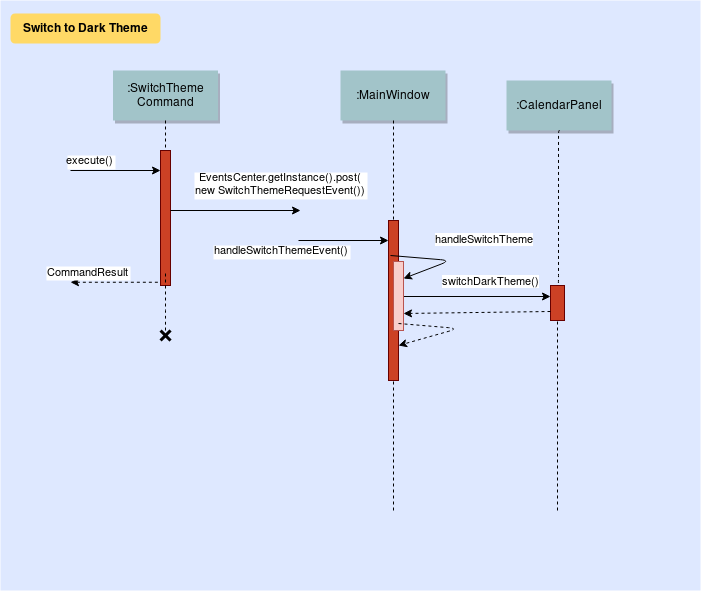 Switch to Dark Theme
:SwitchTheme
Command
:MainWindow
:CalendarPanel
execute()
EventsCenter.getInstance().post(
new SwitchThemeRequestEvent())
handleSwitchThemeEvent()
handleSwitchTheme
CommandResult
switchDarkTheme()